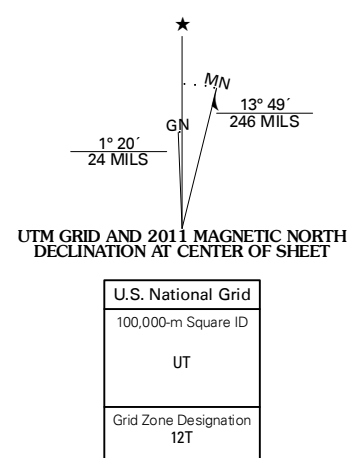 ★
MN
GN
13° 49´
246 MILS
1° 20´
24 MILS
UTM GRID AND 2011 MAGNETIC NORTH
DECLINATION AT CENTER OF SHEET
U.S. National Grid
100,000-m Square ID
UT
Grid Zone Designation
12T